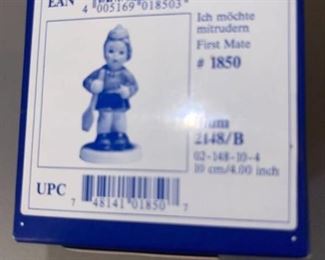 EAN
4 005169 018503
Ich möchte
mitrudern
First Mate
# 1850
2148/B
02-148-10-4
10 cm/4.00 inch
UPC
7 48141 01850 7